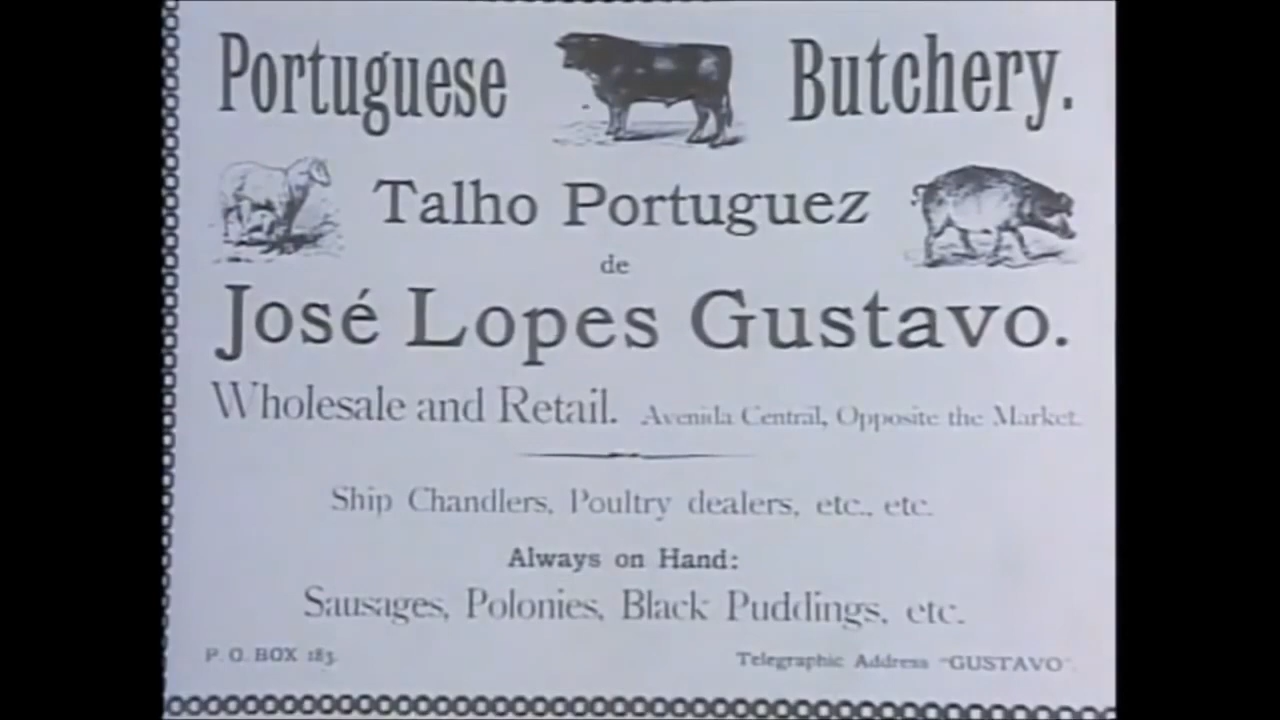 Portuguese Butchery.
Talho Portuguez
de
José Lopes Gustavo.
Wholesale and Retail. Avenida Central, Opposite the Market.
Ship Chandlers, Poultry dealers, etc., etc.
Always on Hand:
Sausages, Polonies, Black Puddings, etc.
P. O. BOX 183. Telegraphic Address "GUSTAVO".